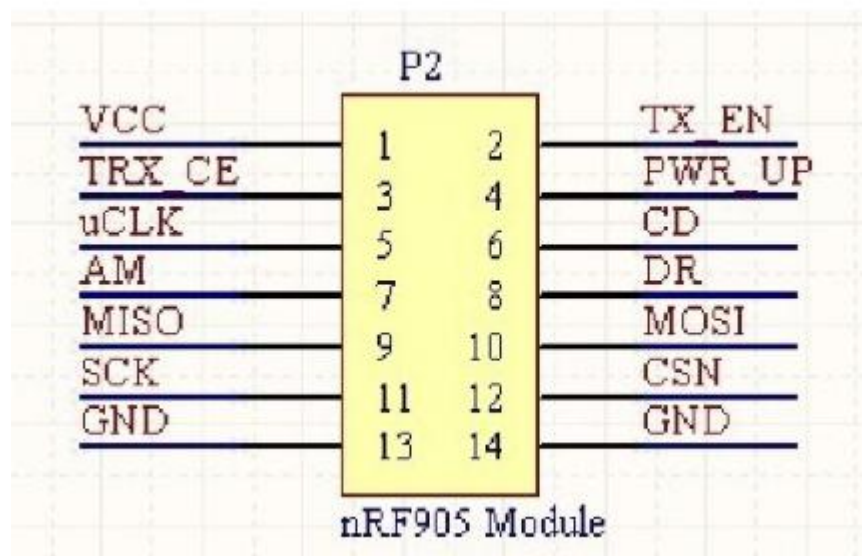 P2
VCC 1 2 TX_EN
TRX_CE 3 4 PWR_UP
uCLK 5 6 CD
AM 7 8 DR
MISO 9 10 MOSI
SCK 11 12 CSN
GND 13 14 GND
nRF905 Module